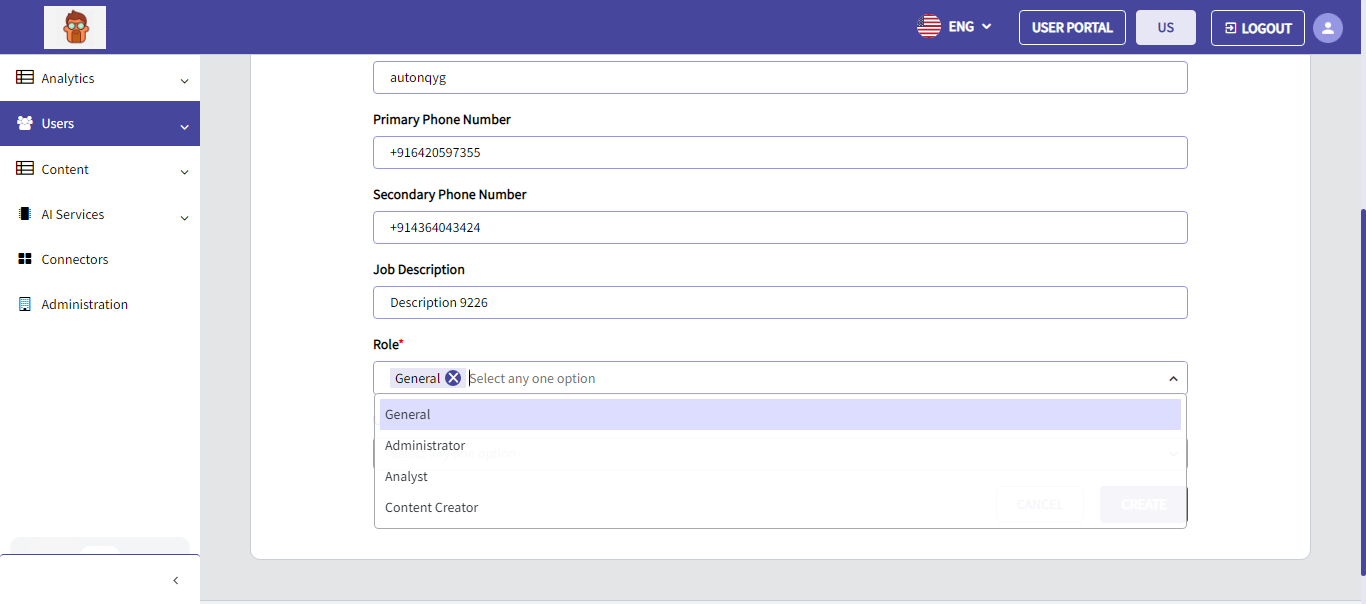 ENG
USER PORTAL
US
LOGOUT
Analytics
Users
Content
AI Services
Connectors
Administration
autonqyg
Primary Phone Number
+916420597355
Secondary Phone Number
+914364043424
Job Description
Description 9226
Role*
General Select any one option
General
Administrator
one option
Analyst
Content Creator
CANCEL
CREATE